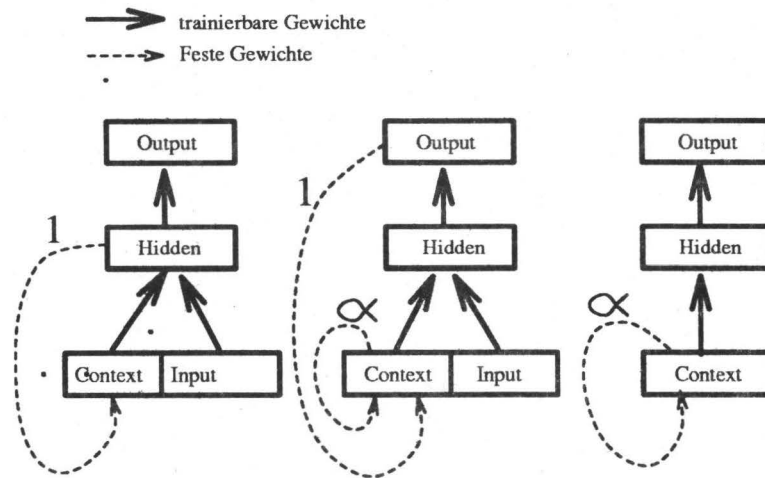 trainierbare Gewichte
Feste Gewichte
Output
Output
Output
1
1
Hidden
Hidden
Hidden
α
α
Context
Input
Context
Input
Context